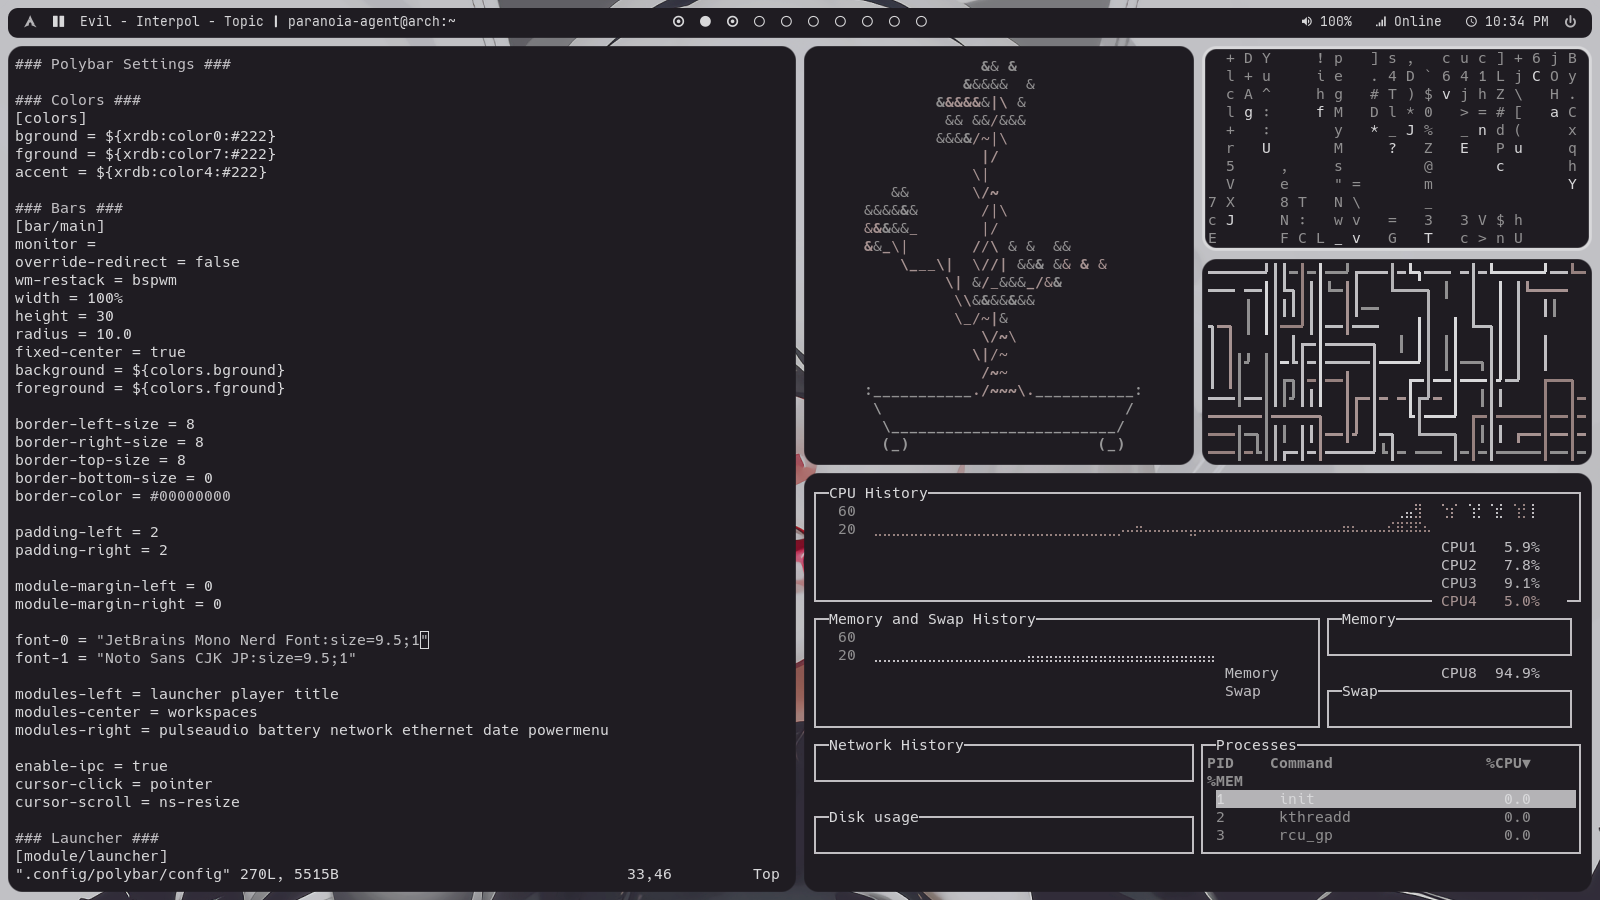 Evil - Interpol - Topic | paranoia-agent@arch:~
100% Online 10:34 PM
### Polybar Settings ###
### Colors ###
[colors]
bground = ${xrdb:color0:#222}
fground = ${xrdb:color7:#222}
accent = ${xrdb:color4:#222}
### Bars ###
[bar/main]
monitor =
override-redirect = false
wm-restack = bspwm
width = 100%
height = 30
radius = 10.0
fixed-center = true
background = ${colors.bground}
foreground = ${colors.fground}
border-left-size = 8
border-right-size = 8
border-top-size = 8
border-bottom-size = 0
border-color = #00000000
padding-left = 2
padding-right = 2
module-margin-left = 0
module-margin-right = 0
font-0 = "JetBrains Mono Nerd Font:size=9.5;1"
font-1 = "Noto Sans CJK JP:size=9.5;1"
modules-left = launcher player title
modules-center = workspaces
modules-right = pulseaudio battery network ethernet date powermenu
enable-ipc = true
cursor-click = pointer
cursor-scroll = ns-resize
### Launcher ###
[module/launcher]
".config/polybar/config" 270L, 5515B 33,46 Top
CPU History
60
20
CPU1 5.9%
CPU2 7.8%
CPU3 9.1%
CPU4 5.0%
Memory and Swap History
60
20
Memory
Swap
Memory
CPU8 94.9%
Swap
Network History
Disk usage
Processes
PID Command %CPU▼
%MEM
1 init 0.0
2 kthreadd 0.0
3 rcu_gp 0.0